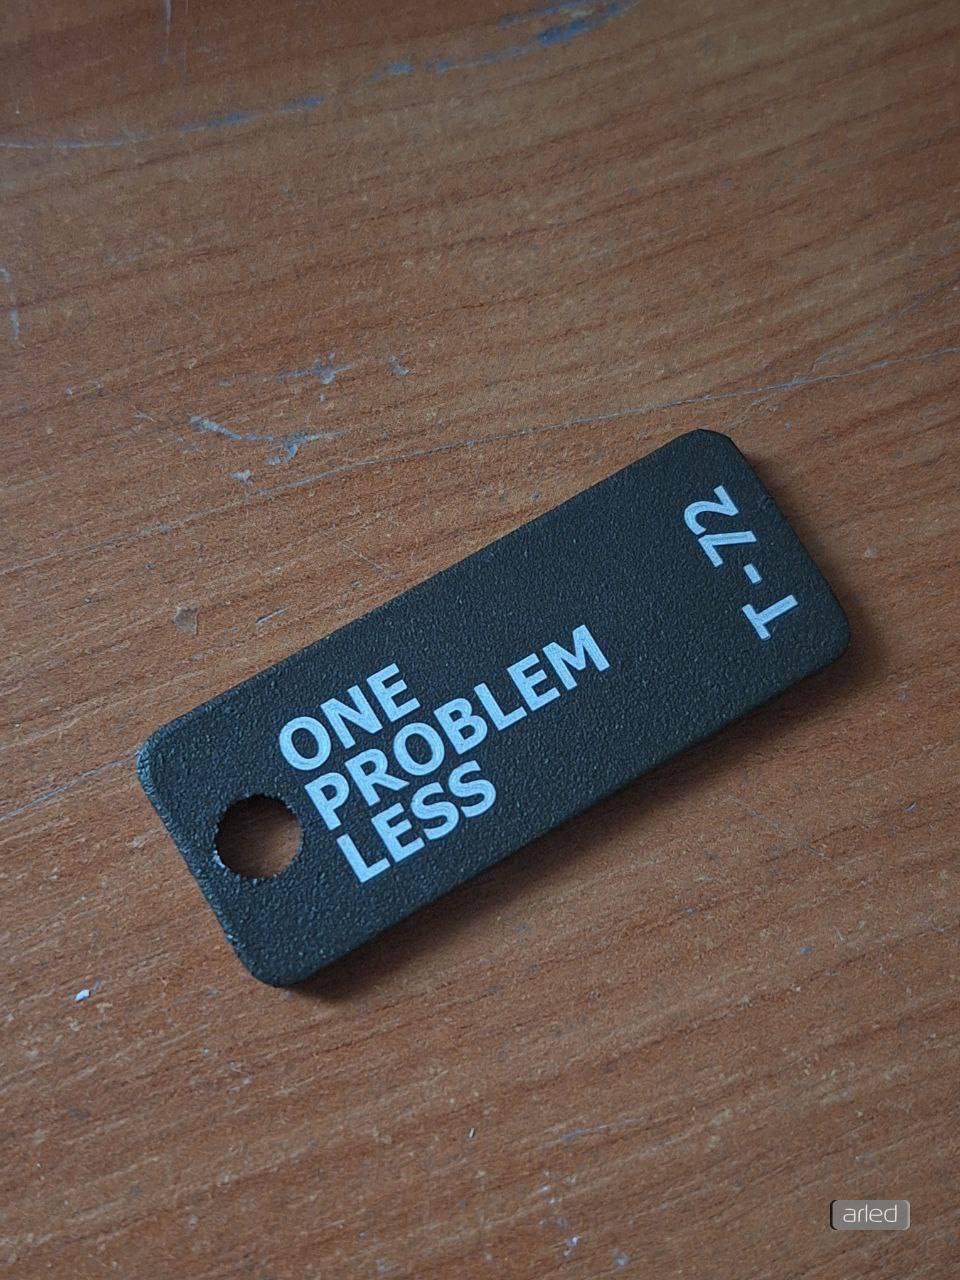 ONE
PROBLEM
LESS
T-72
arled